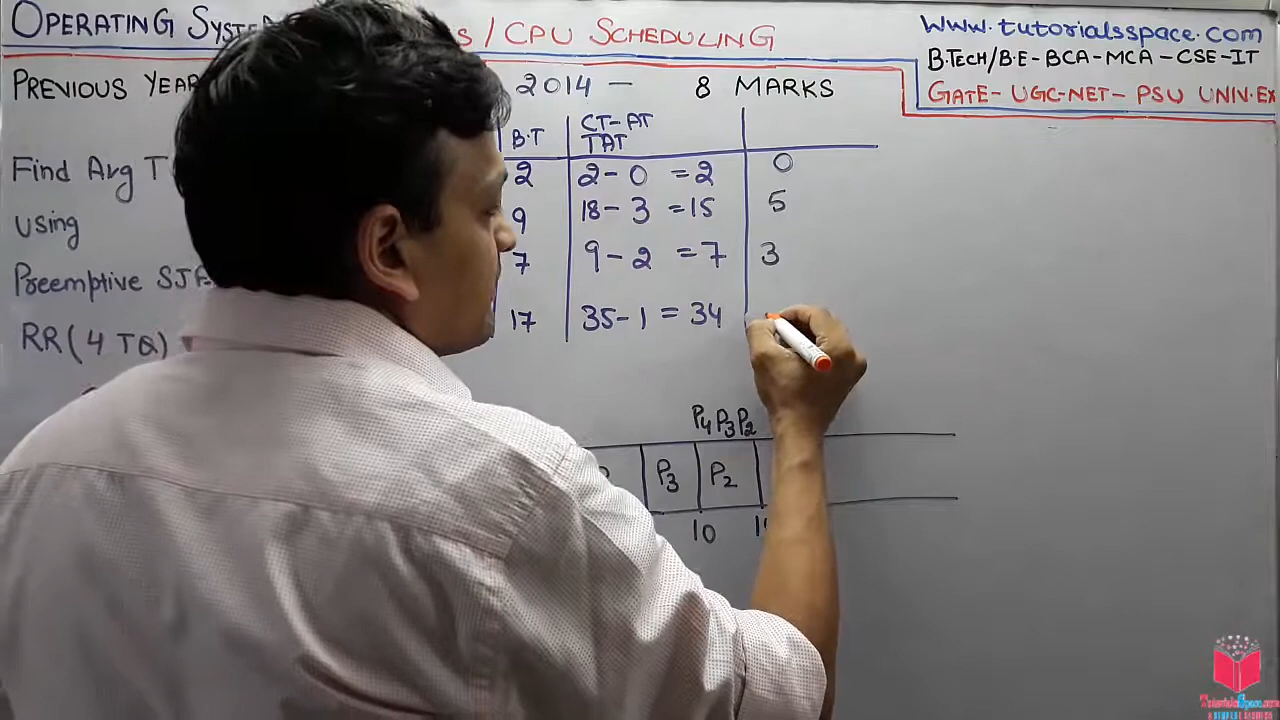 OPERATING SYSTE
/ CPU SCHEDULING
www.tutorialsspace.com
B.TECH/B.E - BCA - MCA - CSE - IT
GATE - UGC-NET - PSU UNIV.EX
PREVIOUS YEAR
2014 — 8 MARKS
Find Avg T
using
Preemptive SJF
RR(4 TQ)
B.T CT-AT
TAT
2 2-0 =2 0
9 18-3 =15 5
7 9-2 =7 3
17 35-1 = 34
P4 P3 P2
P3 P2
10